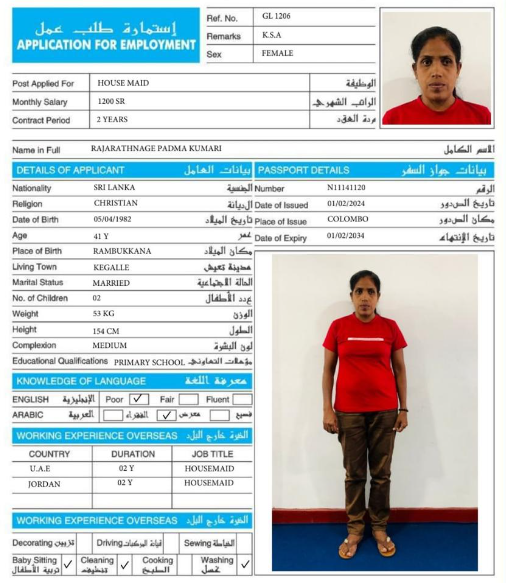 إستمارة طلب عمل
APPLICATION FOR EMPLOYMENT
Ref. No. GL 1206
Remarks K.S.A
Sex FEMALE
Post Applied For HOUSE MAID الوظيفة
Monthly Salary 1200 SR الراتب الشهري
Contract Period 2 YEARS مدة العقد
Name in Full RAJARATHNAGE PADMA KUMARI الاسم الكامل
DETAILS OF APPLICANT بيانات العامل PASSPORT DETAILS بيانات جواز السفر
Nationality SRI LANKA الجنسية Number N11141120 الرقم
Religion CHRISTIAN الديانة Date of Issued 01/02/2024 تاريخ الصدور
Date of Birth 05/04/1982 تاريخ الميلاد Place of Issue COLOMBO مكان الصدور
Age 41 Y عمر Date of Expiry 01/02/2034 تاريخ الإنتهاء
Place of Birth RAMBUKKANA مكان الميلاد
Living Town KEGALLE مدينة تعيش
Marital Status MARRIED الحالة الإجتماعية
No. of Children 02 عدد الأطفال
Weight 53 KG الوزن
Height 154 CM الطول
Complexion MEDIUM لون البشرة
Educational Qualifications PRIMARY SCHOOL مؤهلات
KNOWLEDGE OF LANGUAGE معرفة اللغة
ENGLISH الإنجليزية Poor ✓ Fair Fluent
ARABIC العربية ✓ فصيح
WORKING EXPERIENCE OVERSEAS الخبرة خارج البلد
COUNTRY DURATION JOB TITLE
U.A.E 02 Y HOUSEMAID
JORDAN 02 Y HOUSEMAID
WORKING EXPERIENCE OVERSEAS الخبرة خارج البلد
Decorating Driving قيادة المركبات Sewing الخياطة
Baby Sitting تربية الأطفال ✓ Cleaning تنظيف ✓ Cooking الطبخ Washing غسل ✓